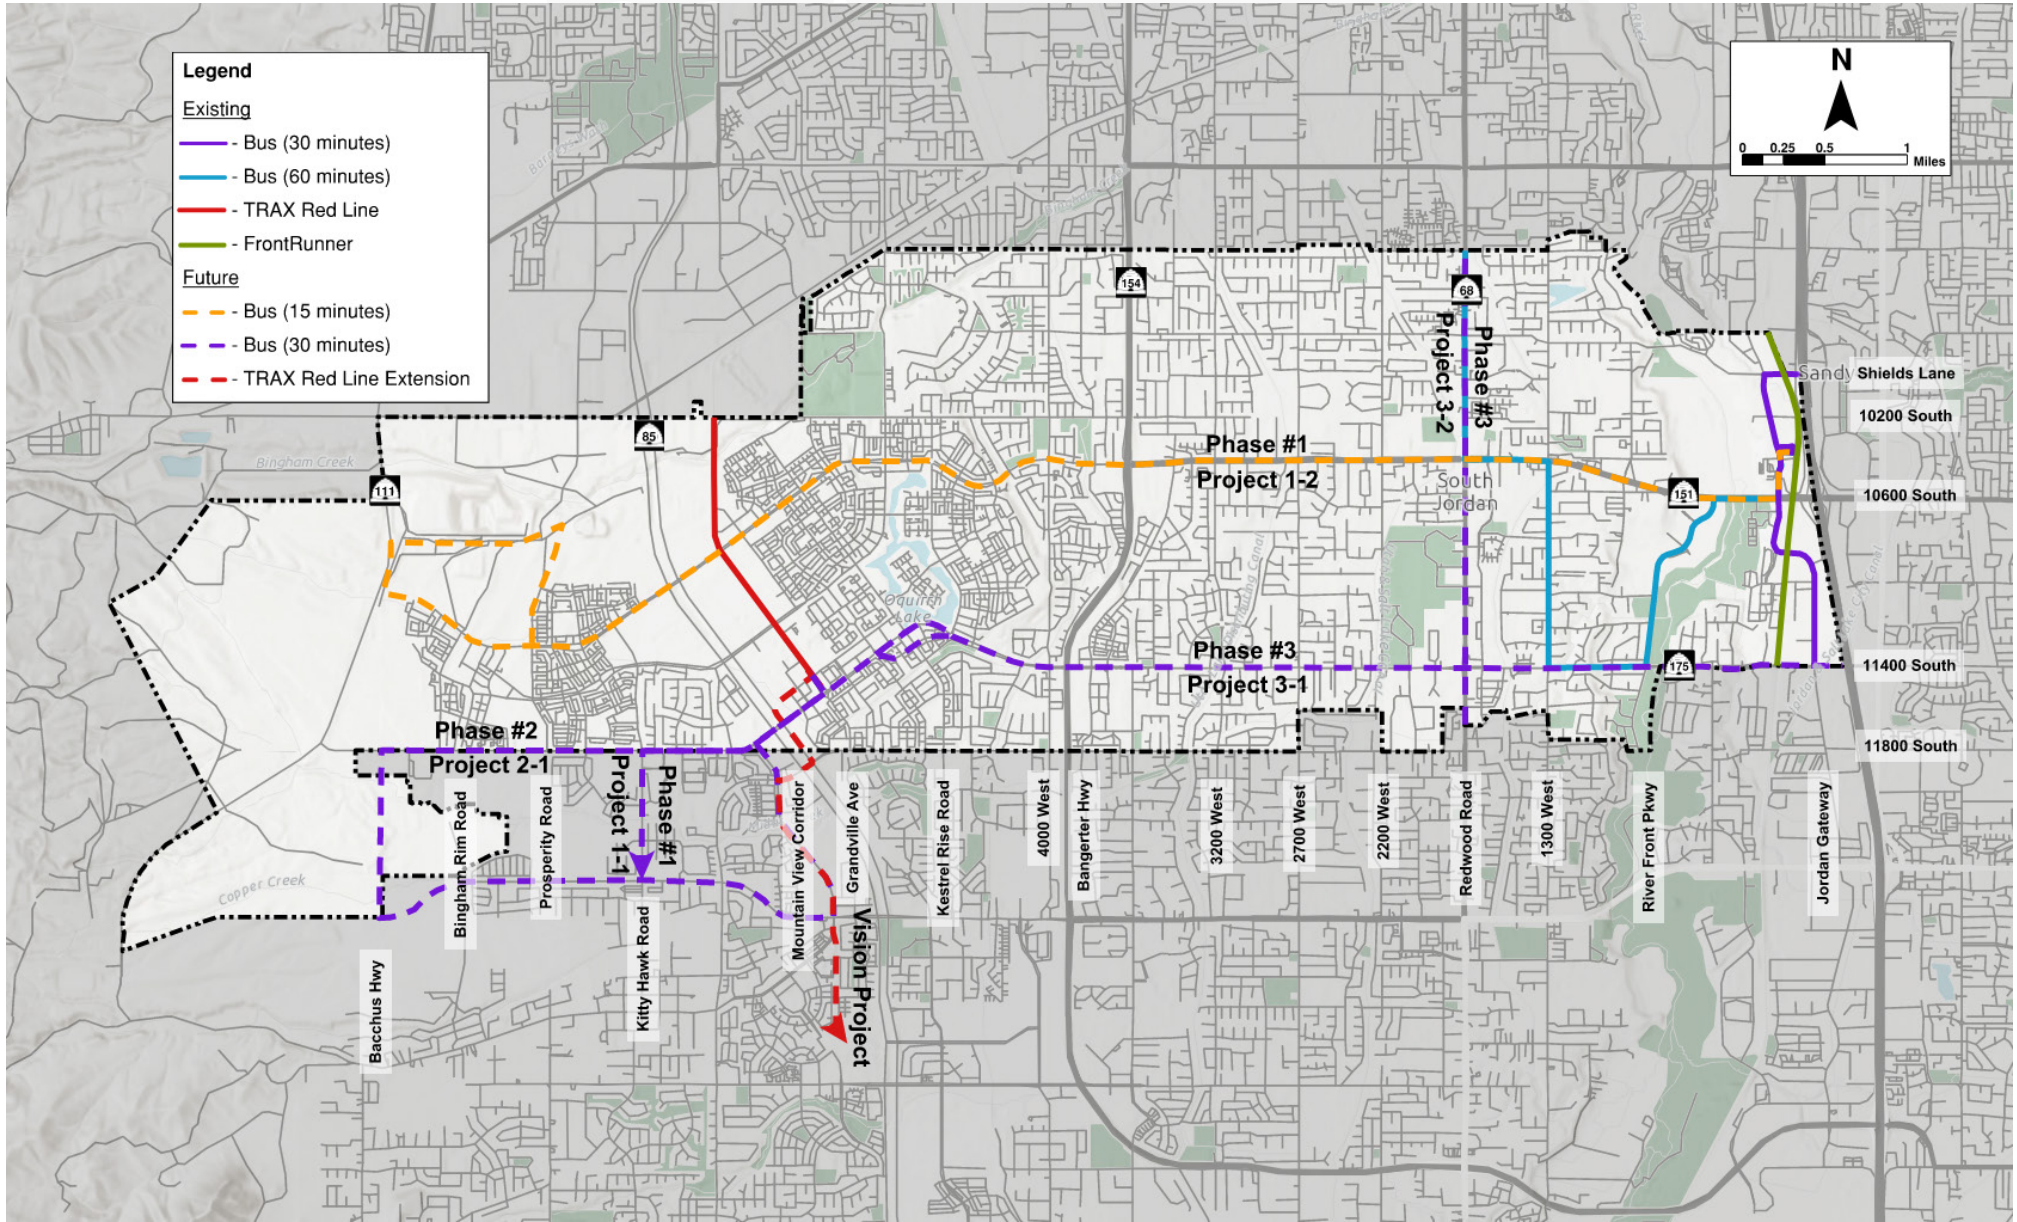 Legend
Existing
- Bus (30 minutes)
- Bus (60 minutes)
- TRAX Red Line
- FrontRunner
Future
- Bus (15 minutes)
- Bus (30 minutes)
- TRAX Red Line Extension
N
0 0.25 0.5 1
Miles
154
68
Phase #3
Project 3-2
Sandy
Shields Lane
10200 South
85
Phase #1
Project 1-2
Bingham Creek
111
South
Jordan
151
10600 South
Oquirrh
Lake
Phase #3
Project 3-1
175
11400 South
Phase #2
Project 2-1
11800 South
Phase #1
Project 1-1
Copper Creek
Bacchus Hwy
Bingham Rim Road
Prosperity Road
Kitty Hawk Road
Mountain View Corridor
Grandville Ave
Kestrel Rise Road
4000 West
Bangerter Hwy
3200 West
2700 West
2200 West
Redwood Road
1300 West
River Front Pkwy
Jordan Gateway
Vision Project